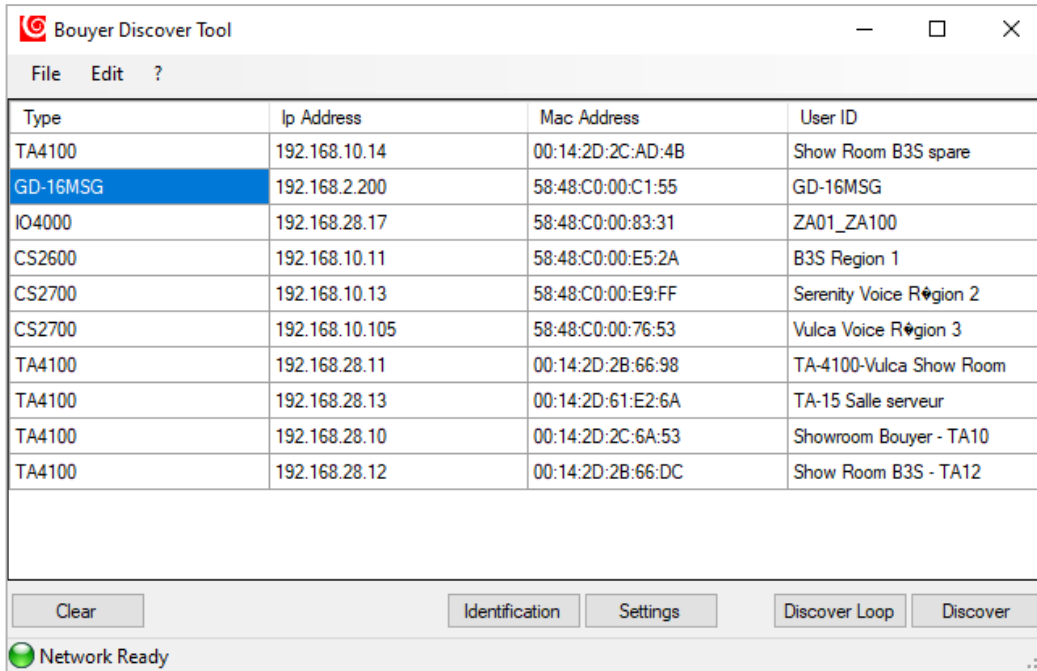 Bouyer Discover Tool
File Edit ?
Type Ip Address Mac Address User ID
TA4100 192.168.10.14 00:14:2D:2C:AD:4B Show Room B3S spare
GD-16MSG 192.168.2.200 58:48:C0:00:C1:55 GD-16MSG
IO4000 192.168.28.17 58:48:C0:00:83:31 ZA01_ZA100
CS2600 192.168.10.11 58:48:C0:00:E5:2A B3S Region 1
CS2700 192.168.10.13 58:48:C0:00:E9:FF Serenity Voice R�gion 2
CS2700 192.168.10.105 58:48:C0:00:76:53 Vulca Voice R�gion 3
TA4100 192.168.28.11 00:14:2D:2B:66:98 TA-4100-Vulca Show Room
TA4100 192.168.28.13 00:14:2D:61:E2:6A TA-15 Salle serveur
TA4100 192.168.28.10 00:14:2D:2C:6A:53 Showroom Bouyer - TA10
TA4100 192.168.28.12 00:14:2D:2B:66:DC Show Room B3S - TA12
Clear Identification Settings Discover Loop Discover
Network Ready